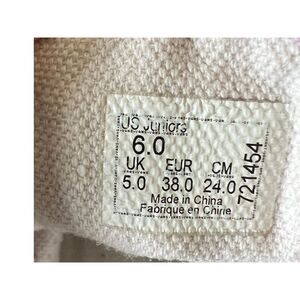 US Juniors
6.0
UK EUR CM
5.0 38.0 24.0
Made in China
Fabriqué en Chine
721454